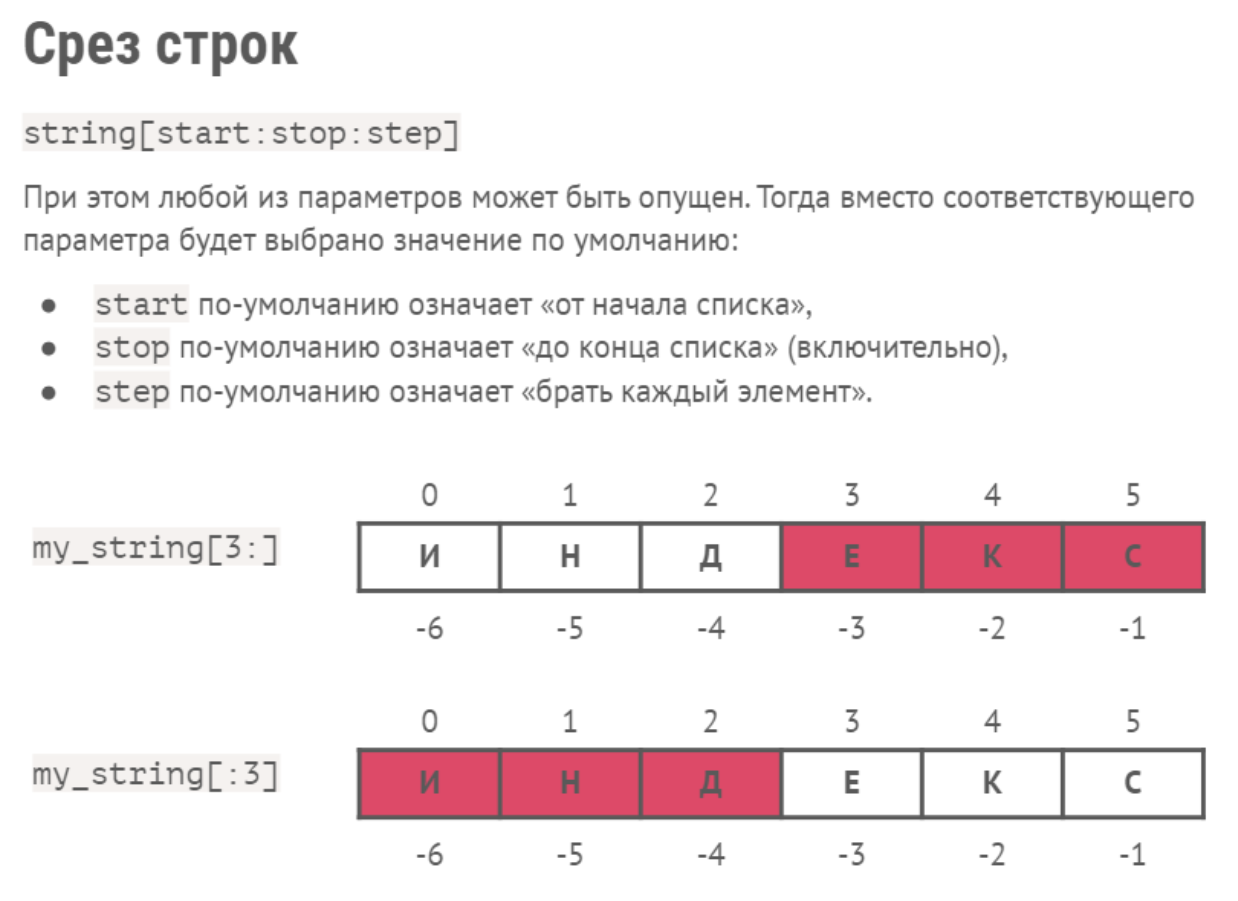 Срез строк
string[start:stop:step]
При этом любой из параметров может быть опущен. Тогда вместо соответствующего
параметра будет выбрано значение по умолчанию:
● start по-умолчанию означает «от начала списка»,
● stop по-умолчанию означает «до конца списка» (включительно),
● step по-умолчанию означает «брать каждый элемент».
0 1 2 3 4 5
my_string[3:] И Н Д Е К С
-6 -5 -4 -3 -2 -1
0 1 2 3 4 5
my_string[:3] И Н Д Е К С
-6 -5 -4 -3 -2 -1